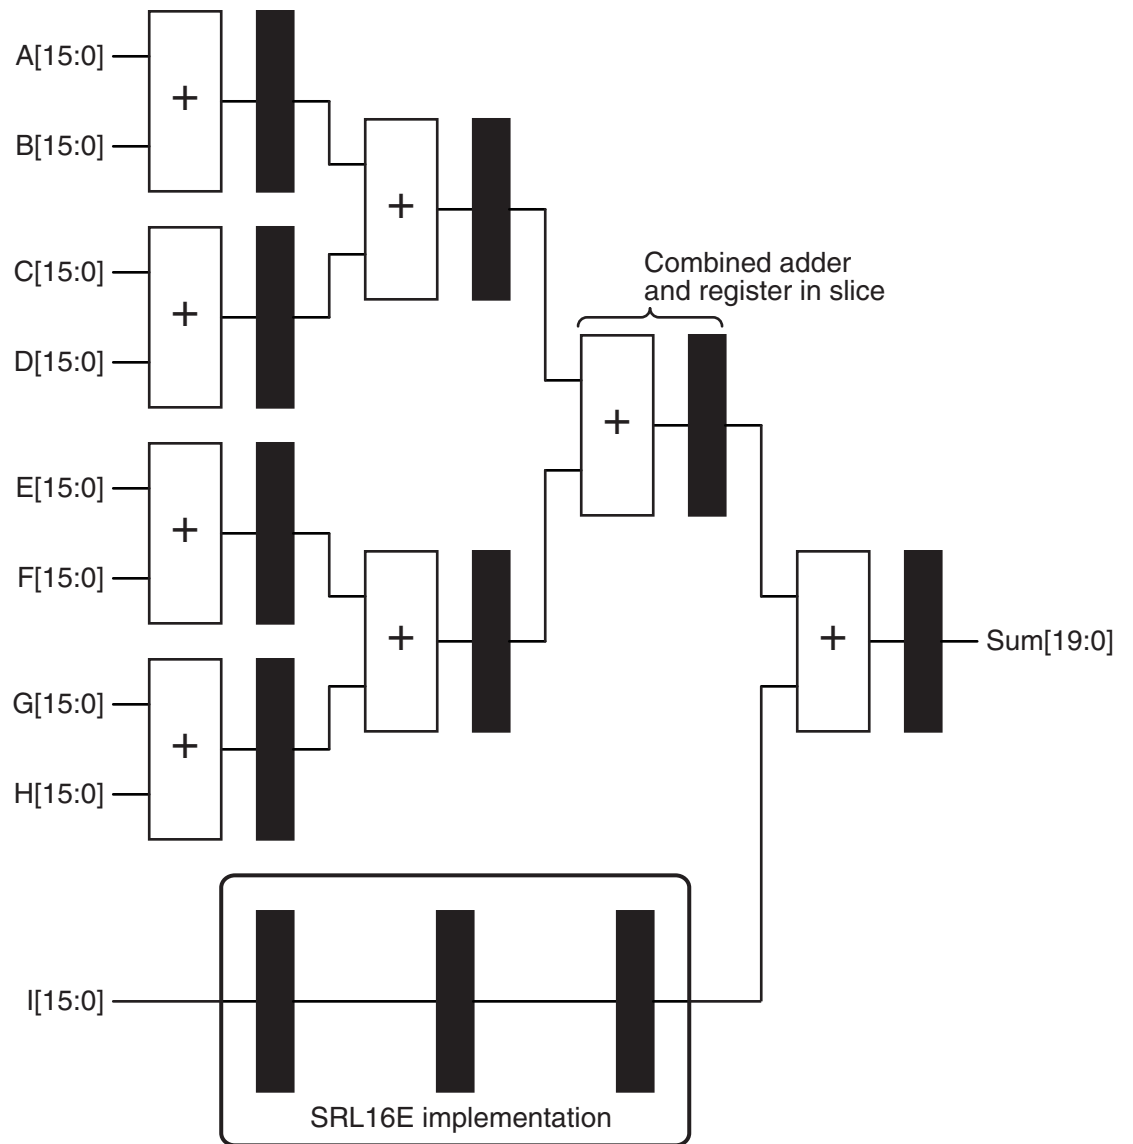 A[15:0]
+
B[15:0]
+
C[15:0]
+
D[15:0]
Combined adder
and register in slice
+
E[15:0]
+
F[15:0]
+
+
Sum[19:0]
G[15:0]
+
H[15:0]
I[15:0]
SRL16E implementation